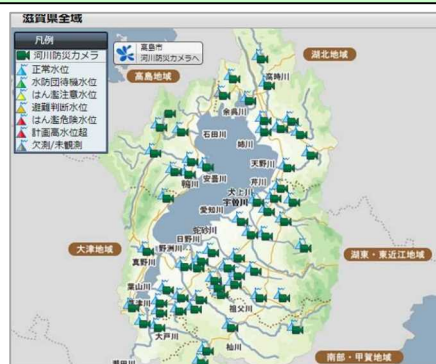 滋賀県全域
凡例
河川防災カメラ
正常水位
水防団待機水位
はん濫注意水位
避難判断水位
はん濫危険水位
計画高水位超
欠測/未観測
高島市
河川防災カメラへ
湖北地域
高島地域
高時川
余呉川
石田川
姉川
天野川
安曇川
鴨川
芹川
犬上川
宇曽川
愛知川
蛇砂川
日野川
大津地域
野洲川
真野川
湖東・東近江地域
葉山川
草津川
祖父川
大戸川
杣川
南部・甲賀地域